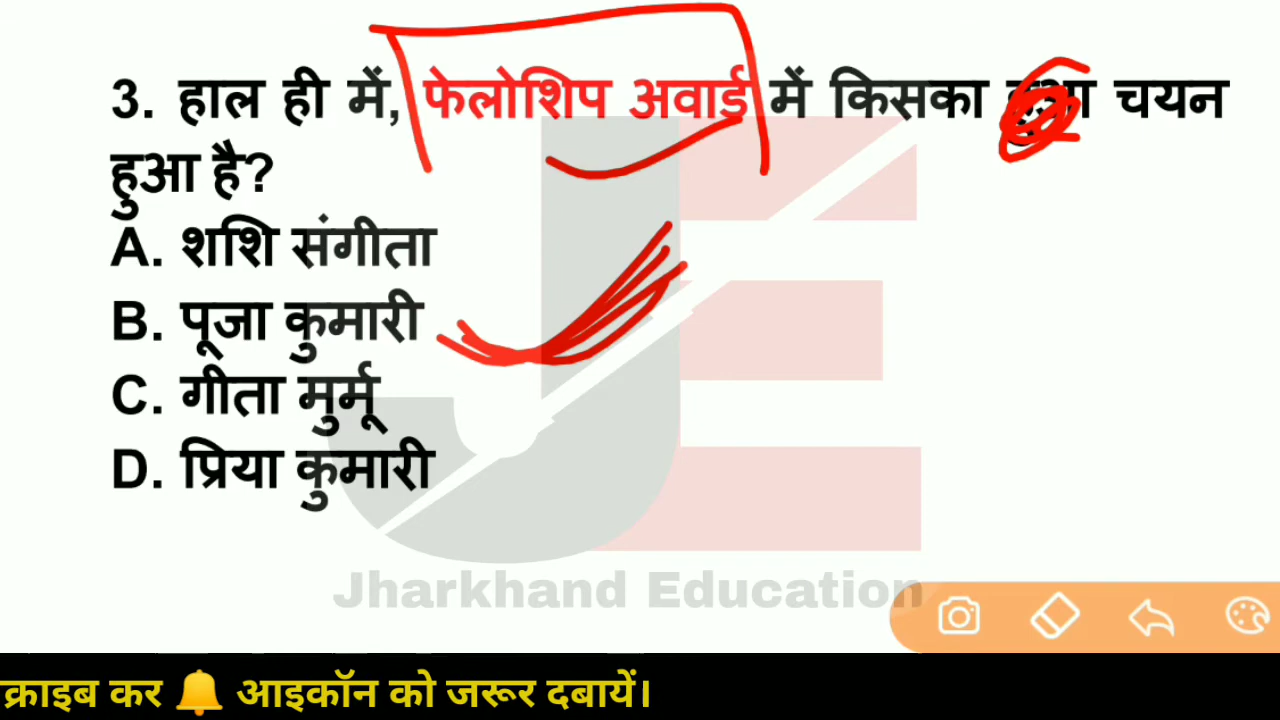 3. हाल ही में, फेलोशिप अवार्ड में किसका हुआ चयन
हुआ है?
A. शशि संगीता
B. पूजा कुमारी
C. गीता मुर्मू
D. प्रिया कुमारी
Jharkhand Education
क्राइब कर 🔔 आइकॉन को जरूर दबायें।